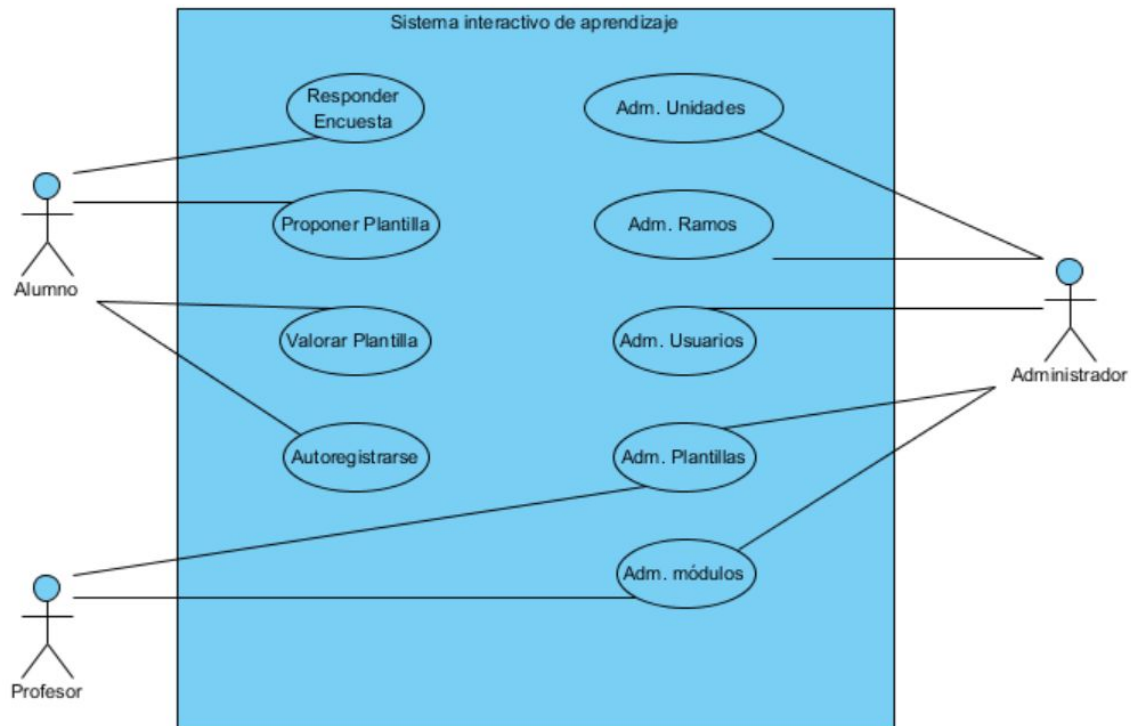 Sistema interactivo de aprendizaje
Responder
Encuesta
Adm. Unidades
Proponer Plantilla
Adm. Ramos
Alumno
Valorar Plantilla
Adm. Usuarios
Administrador
Autoregistrarse
Adm. Plantillas
Adm. módulos
Profesor